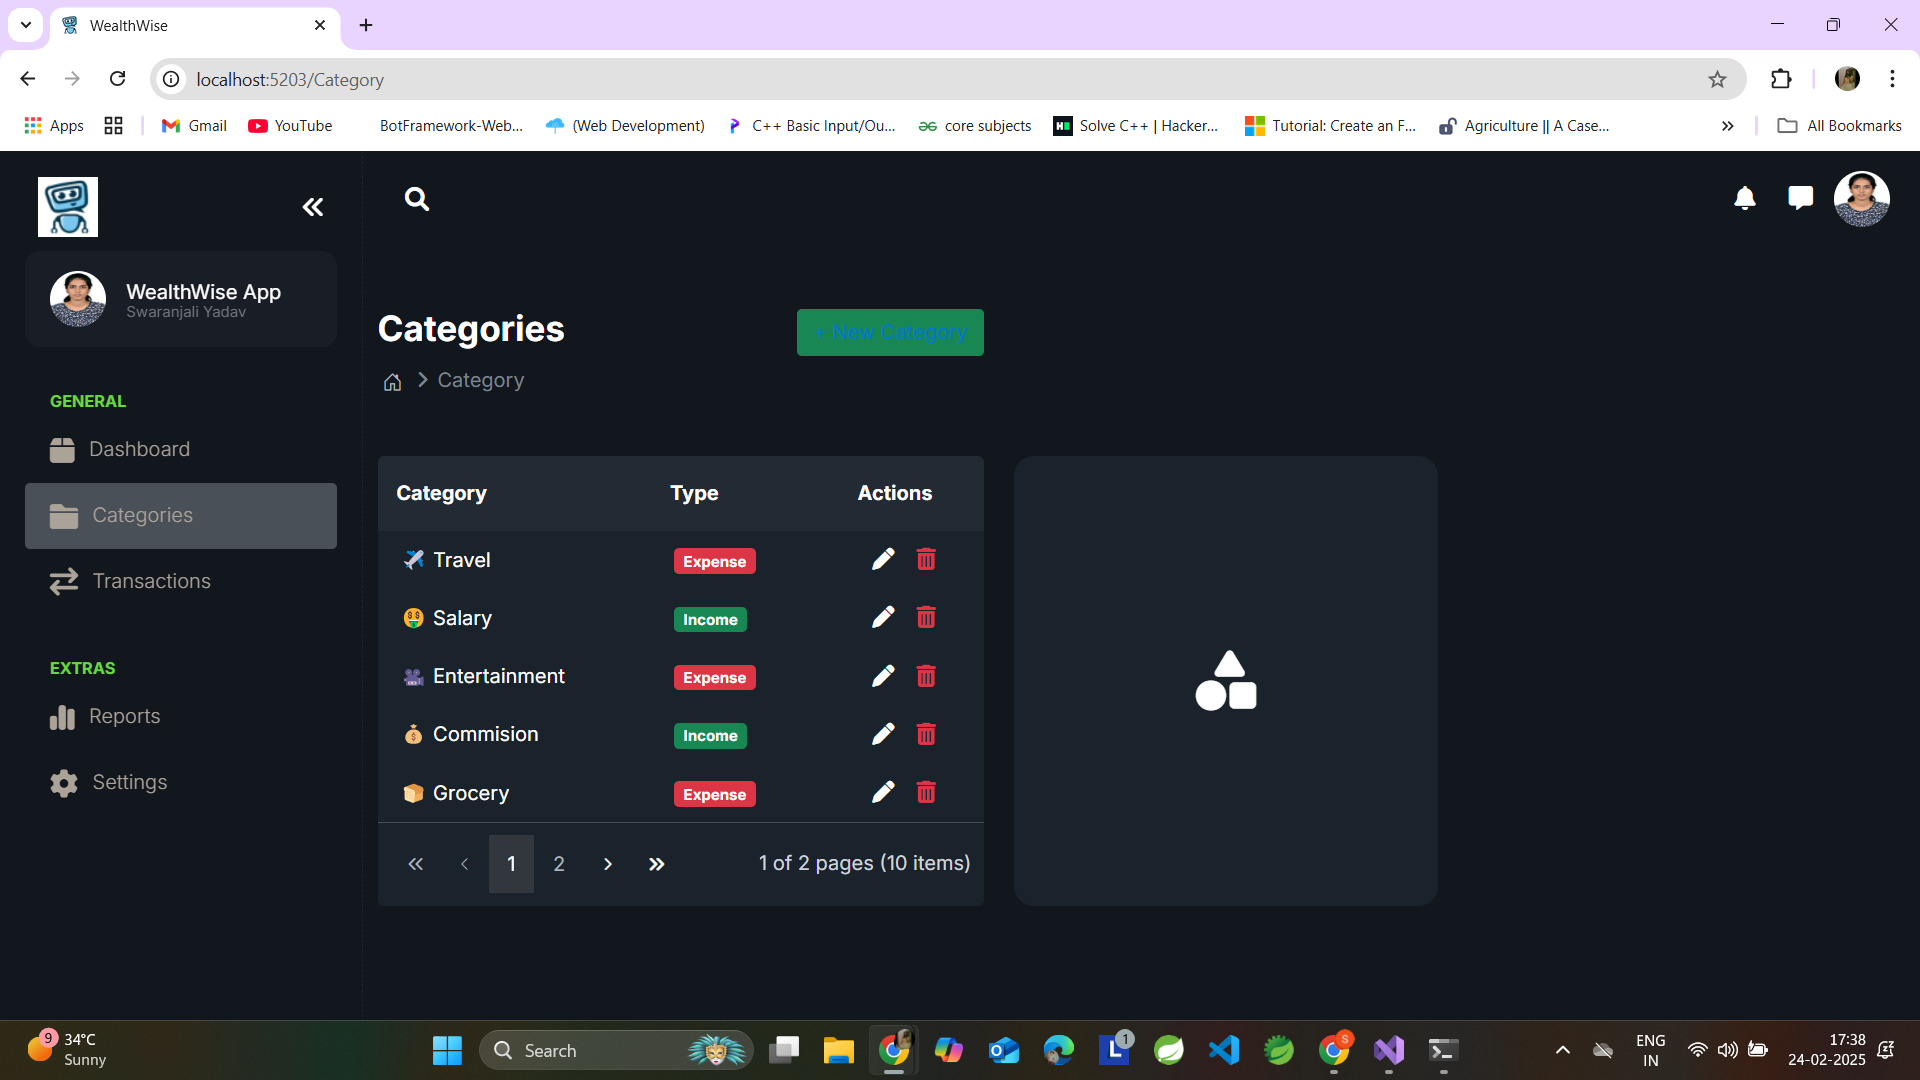 WealthWise
localhost:5203/Category
Apps
Gmail
YouTube
BotFramework-Web...
(Web Development)
C++ Basic Input/Ou...
core subjects
Solve C++ | Hacker...
Tutorial: Create an F...
Agriculture || A Case...
All Bookmarks
WealthWise App
Swaranjali Yadav
GENERAL
Dashboard
Categories
Transactions
EXTRAS
Reports
Settings
Categories
+ New Category
Category
Category Type Actions
Travel Expense
Salary Income
Entertainment Expense
Commision Income
Grocery Expense
« ‹ 1 2 › » 1 of 2 pages (10 items)
9
34°C
Sunny
Search
1
S
ENG
IN
17:38
24-02-2025